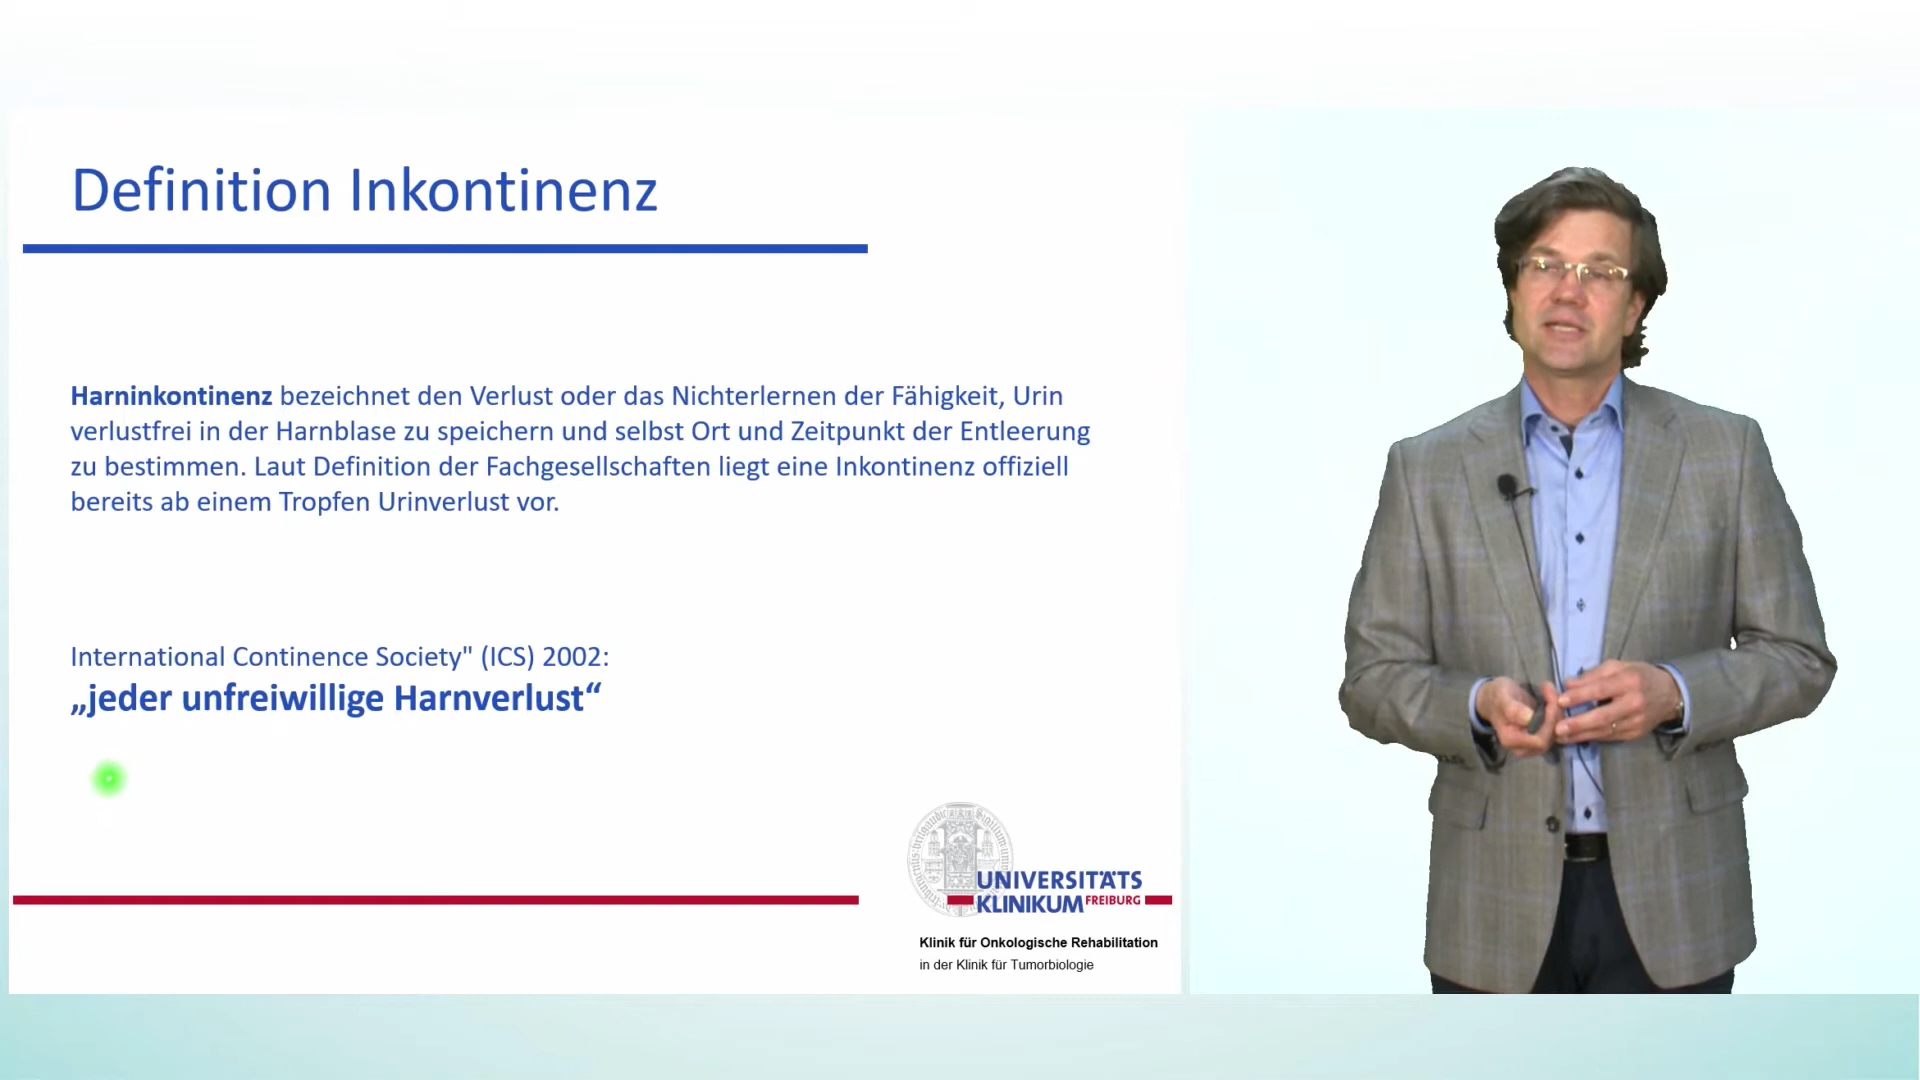 Definition Inkontinenz
Harninkontinenz bezeichnet den Verlust oder das Nichterlernen der Fähigkeit, Urin
verlustfrei in der Harnblase zu speichern und selbst Ort und Zeitpunkt der Entleerung
zu bestimmen. Laut Definition der Fachgesellschaften liegt eine Inkontinenz offiziell
bereits ab einem Tropfen Urinverlust vor.
International Continence Society" (ICS) 2002:
„jeder unfreiwillige Harnverlust“
UNIVERSITÄTS
KLINIKUM FREIBURG
Klinik für Onkologische Rehabilitation
in der Klinik für Tumorbiologie